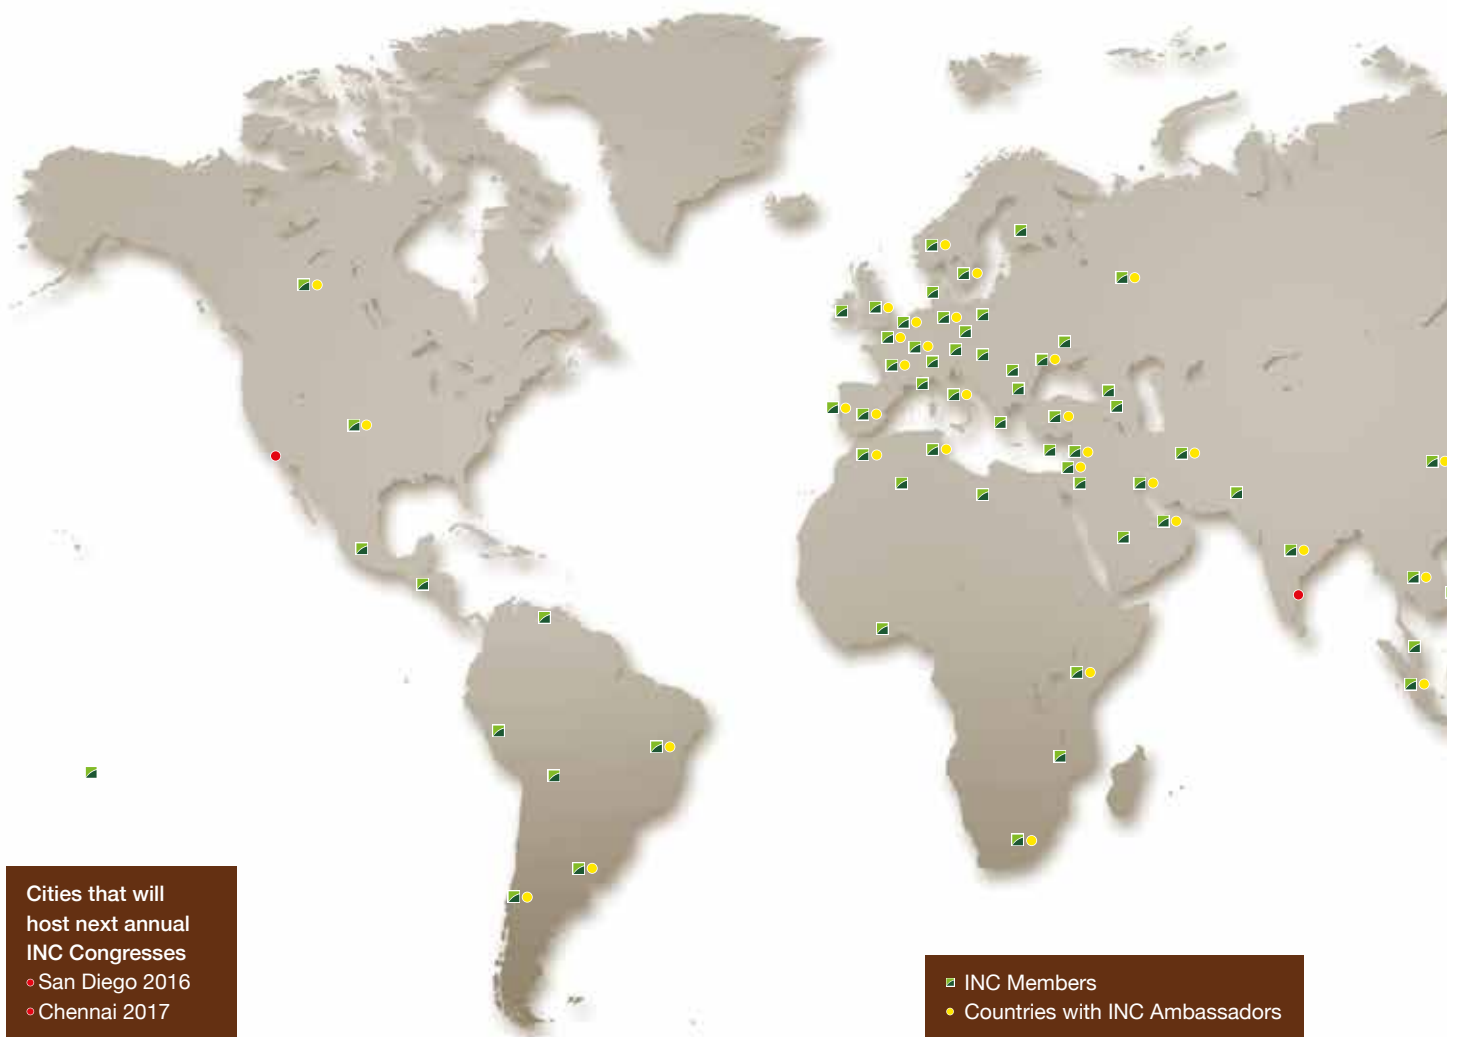 Cities that will
host next annual
INC Congresses
San Diego 2016
Chennai 2017
INC Members
Countries with INC Ambassadors